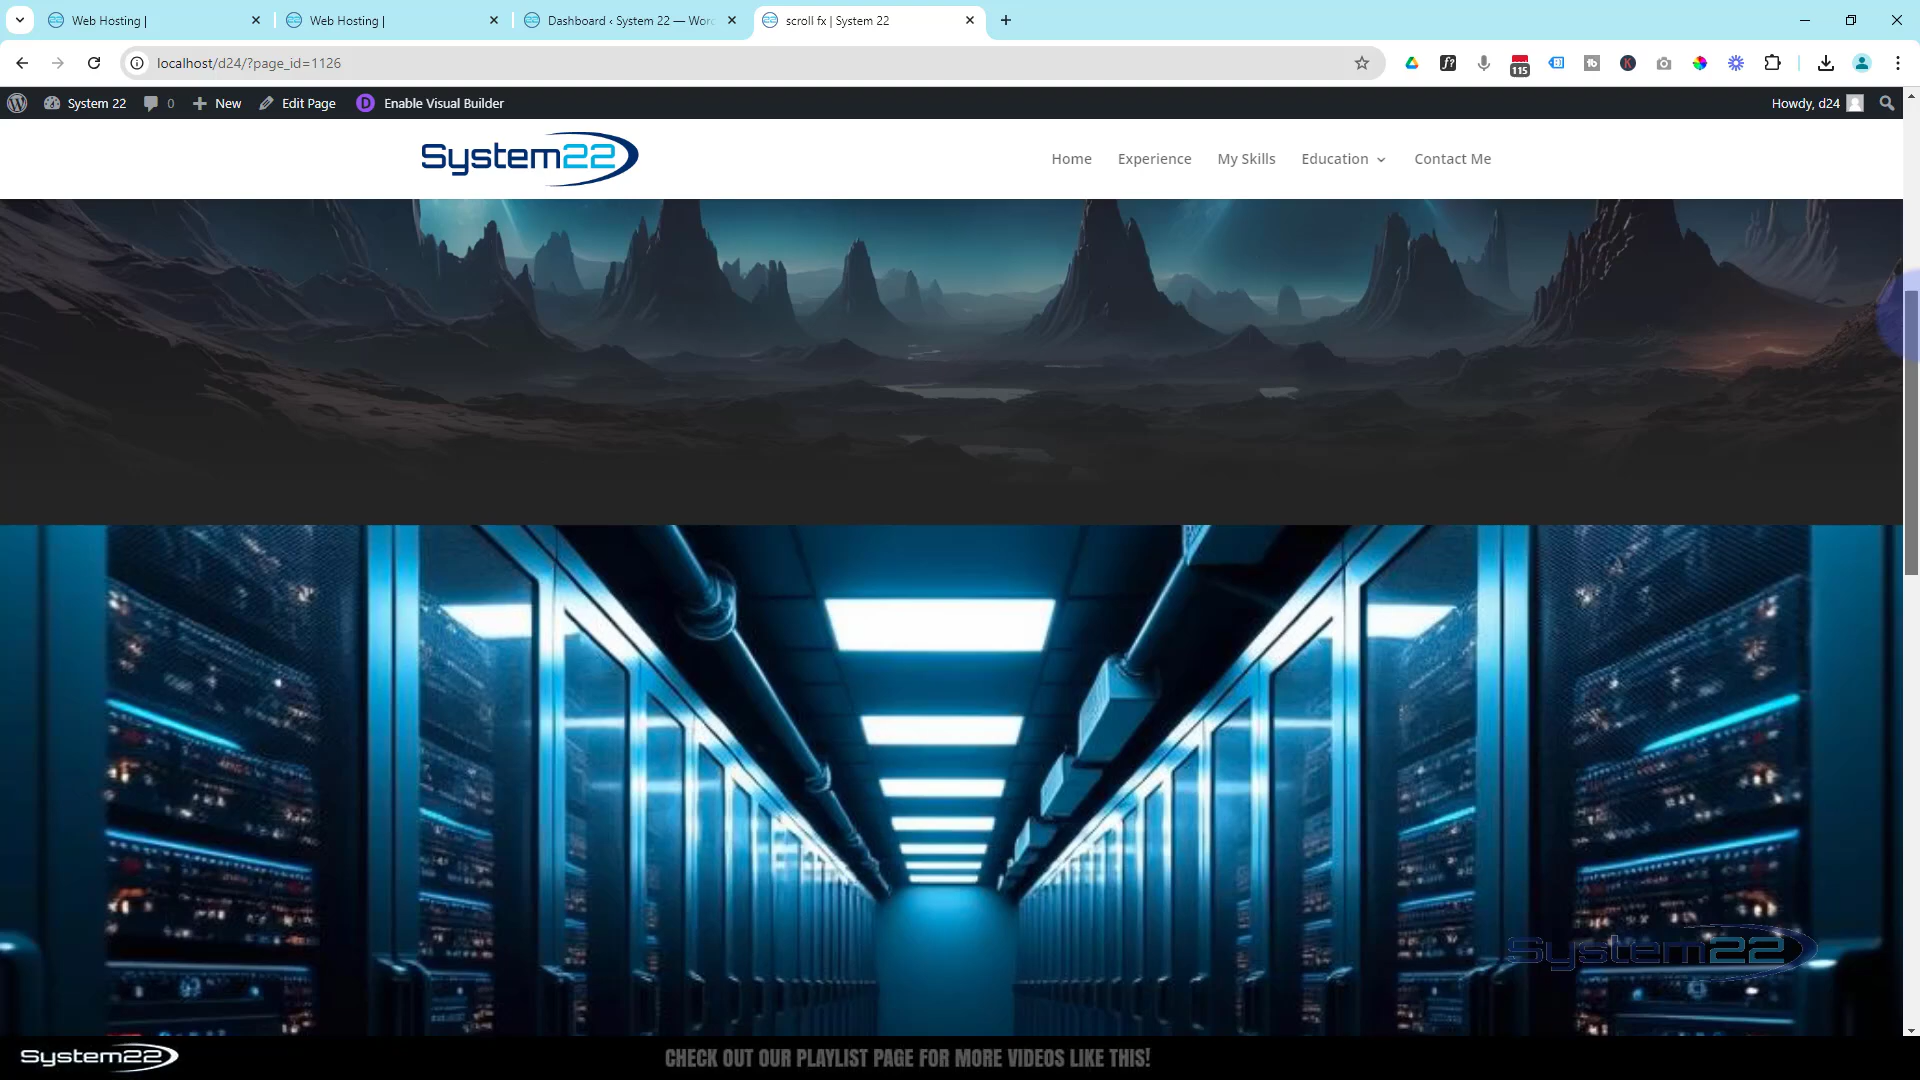 Web Hosting |
Web Hosting |
Dashboard ‹ System 22 — Wor
scroll fx | System 22
localhost/d24/?page_id=1126
115
System 22
0
New
Edit Page
D
Enable Visual Builder
Howdy, d24
System22
Home
Experience
My Skills
Education
Contact Me
System22
System22
CHECK OUT OUR PLAYLIST PAGE FOR MORE VIDEOS LIKE THIS!